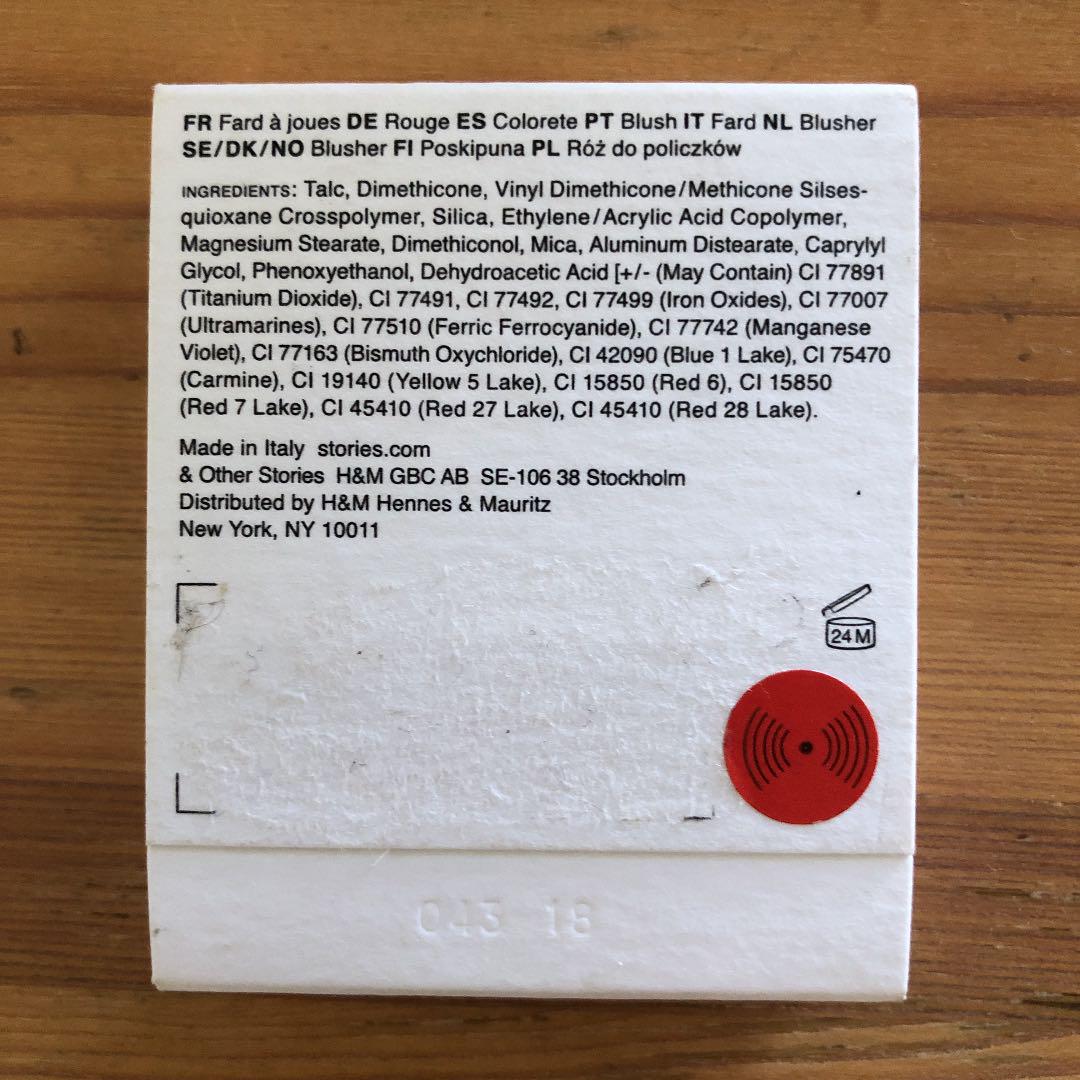 FR Fard à joues DE Rouge ES Colorete PT Blush IT Fard NL Blusher
SE/DK/NO Blusher FI Poskipuna PL Róż do policzków
INGREDIENTS: Talc, Dimethicone, Vinyl Dimethicone/Methicone Silses-
quioxane Crosspolymer, Silica, Ethylene/Acrylic Acid Copolymer,
Magnesium Stearate, Dimethiconol, Mica, Aluminum Distearate, Caprylyl
Glycol, Phenoxyethanol, Dehydroacetic Acid [+/- (May Contain) CI 77891
(Titanium Dioxide), CI 77491, CI 77492, CI 77499 (Iron Oxides), CI 77007
(Ultramarines), CI 77510 (Ferric Ferrocyanide), CI 77742 (Manganese
Violet), CI 77163 (Bismuth Oxychloride), CI 42090 (Blue 1 Lake), CI 75470
(Carmine), CI 19140 (Yellow 5 Lake), CI 15850 (Red 6), CI 15850
(Red 7 Lake), CI 45410 (Red 27 Lake), CI 45410 (Red 28 Lake).
Made in Italy stories.com
& Other Stories H&M GBC AB SE-106 38 Stockholm
Distributed by H&M Hennes & Mauritz
New York, NY 10011
24 M
043 18